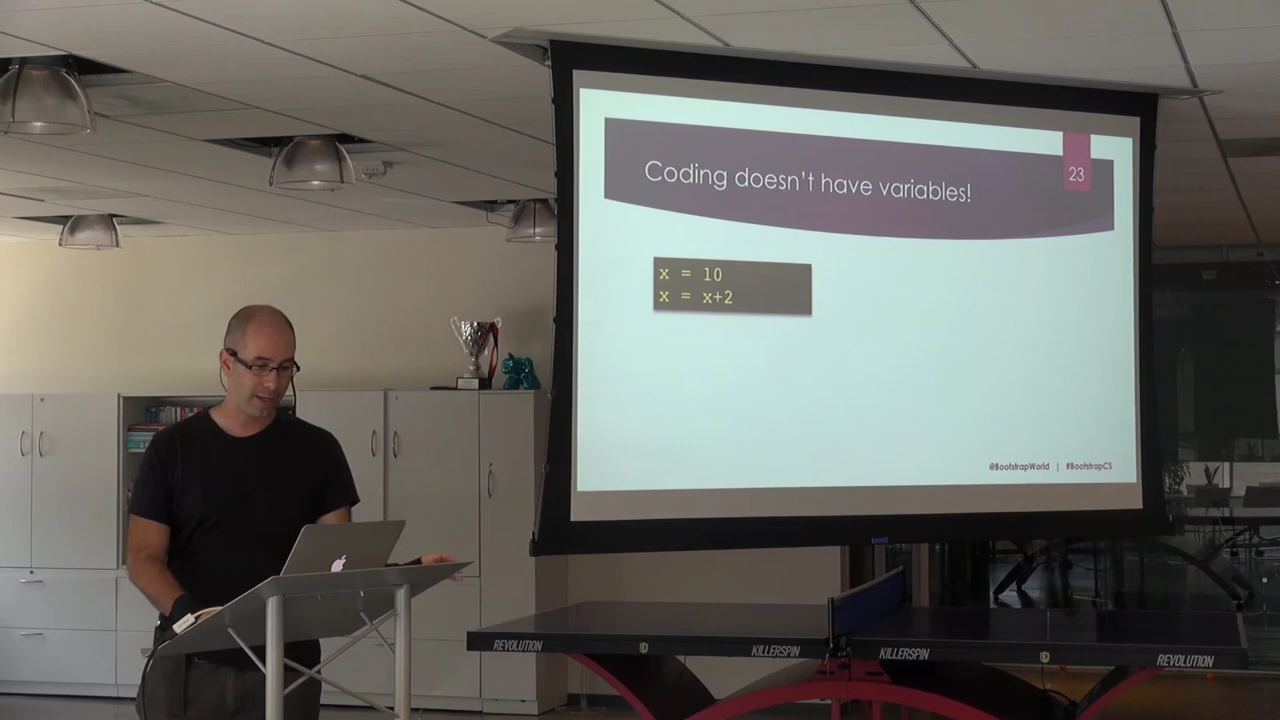 Coding doesn't have variables!
23
x = 10
x = x+2
@BootstrapWorld | #BootstrapCS
REVOLUTION
KILLERSPIN
KILLERSPIN
REVOLUTION